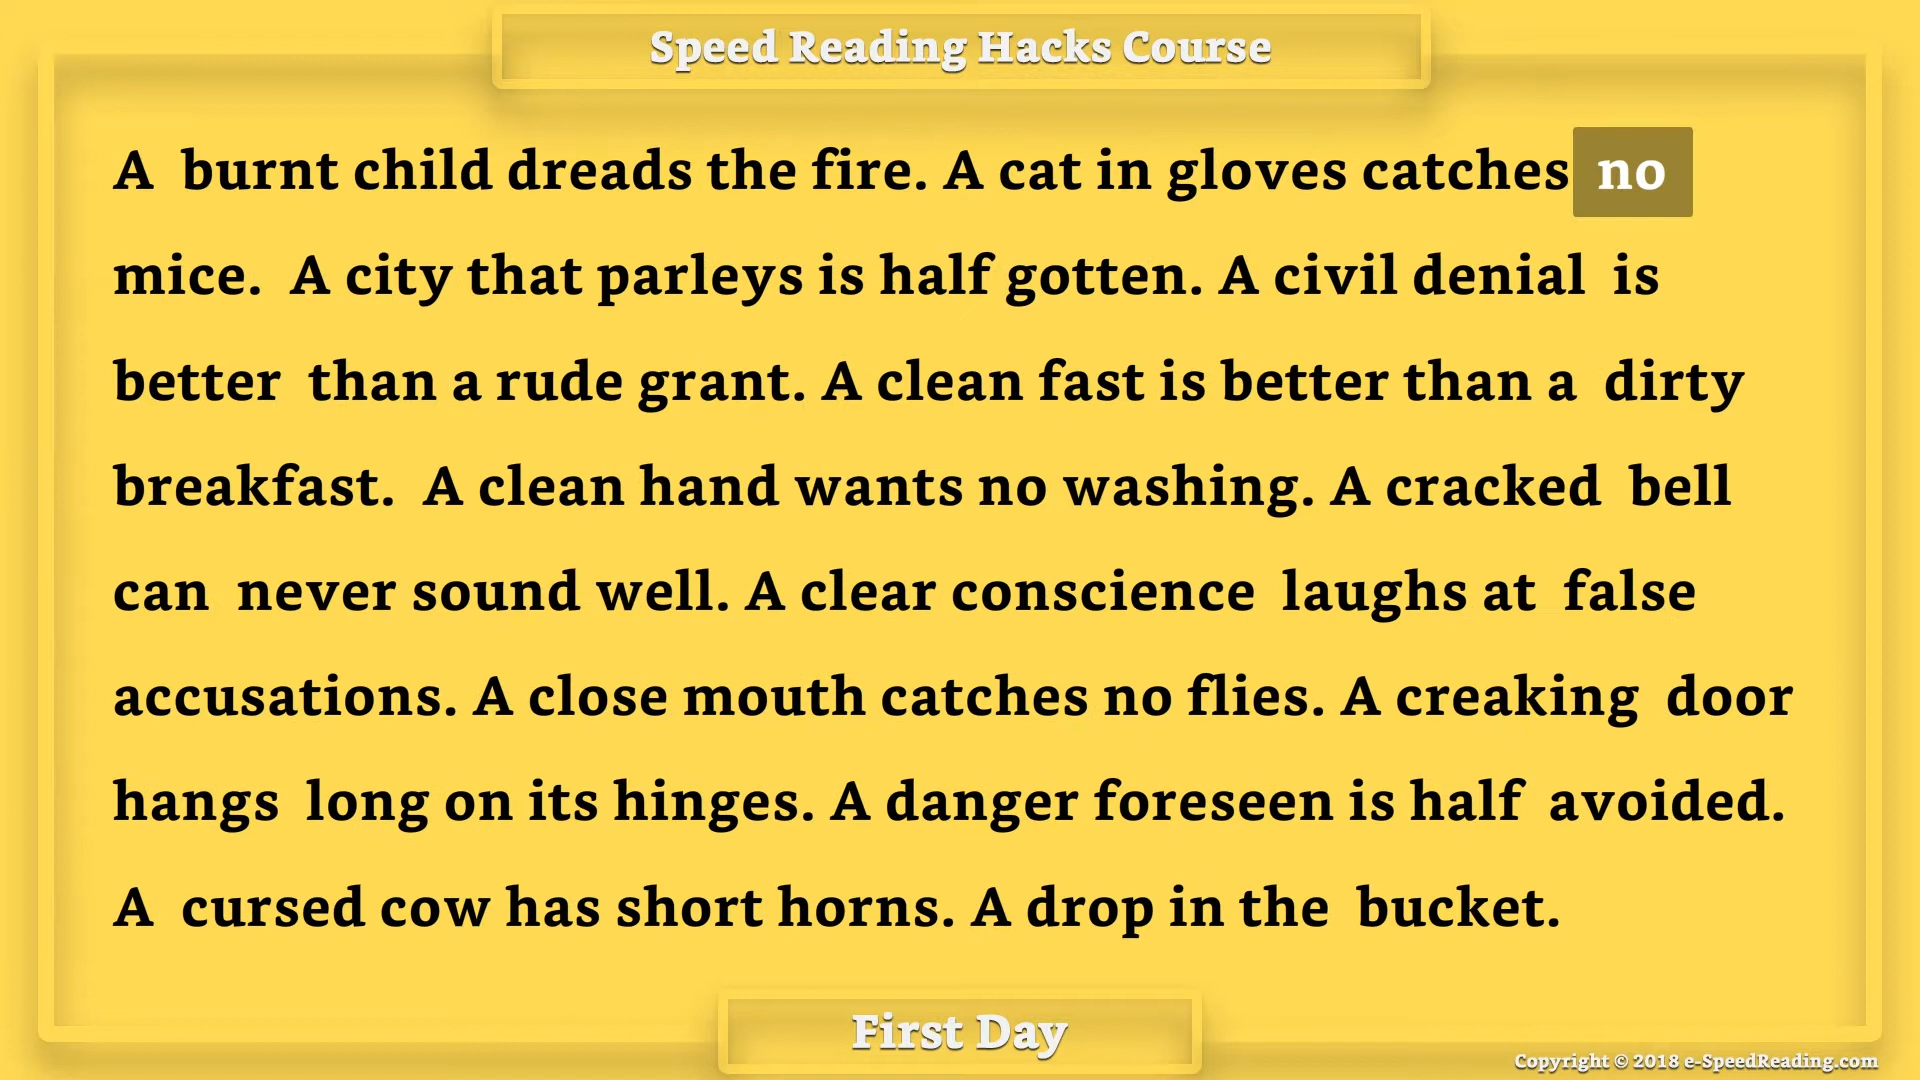 Speed Reading Hacks Course
A burnt child dreads the fire. A cat in gloves catches no
mice. A city that parleys is half gotten. A civil denial is
better than a rude grant. A clean fast is better than a dirty
breakfast. A clean hand wants no washing. A cracked bell
can never sound well. A clear conscience laughs at false
accusations. A close mouth catches no flies. A creaking door
hangs long on its hinges. A danger foreseen is half avoided.
A cursed cow has short horns. A drop in the bucket.
First Day
Copyright © 2018 e-SpeedReading.com